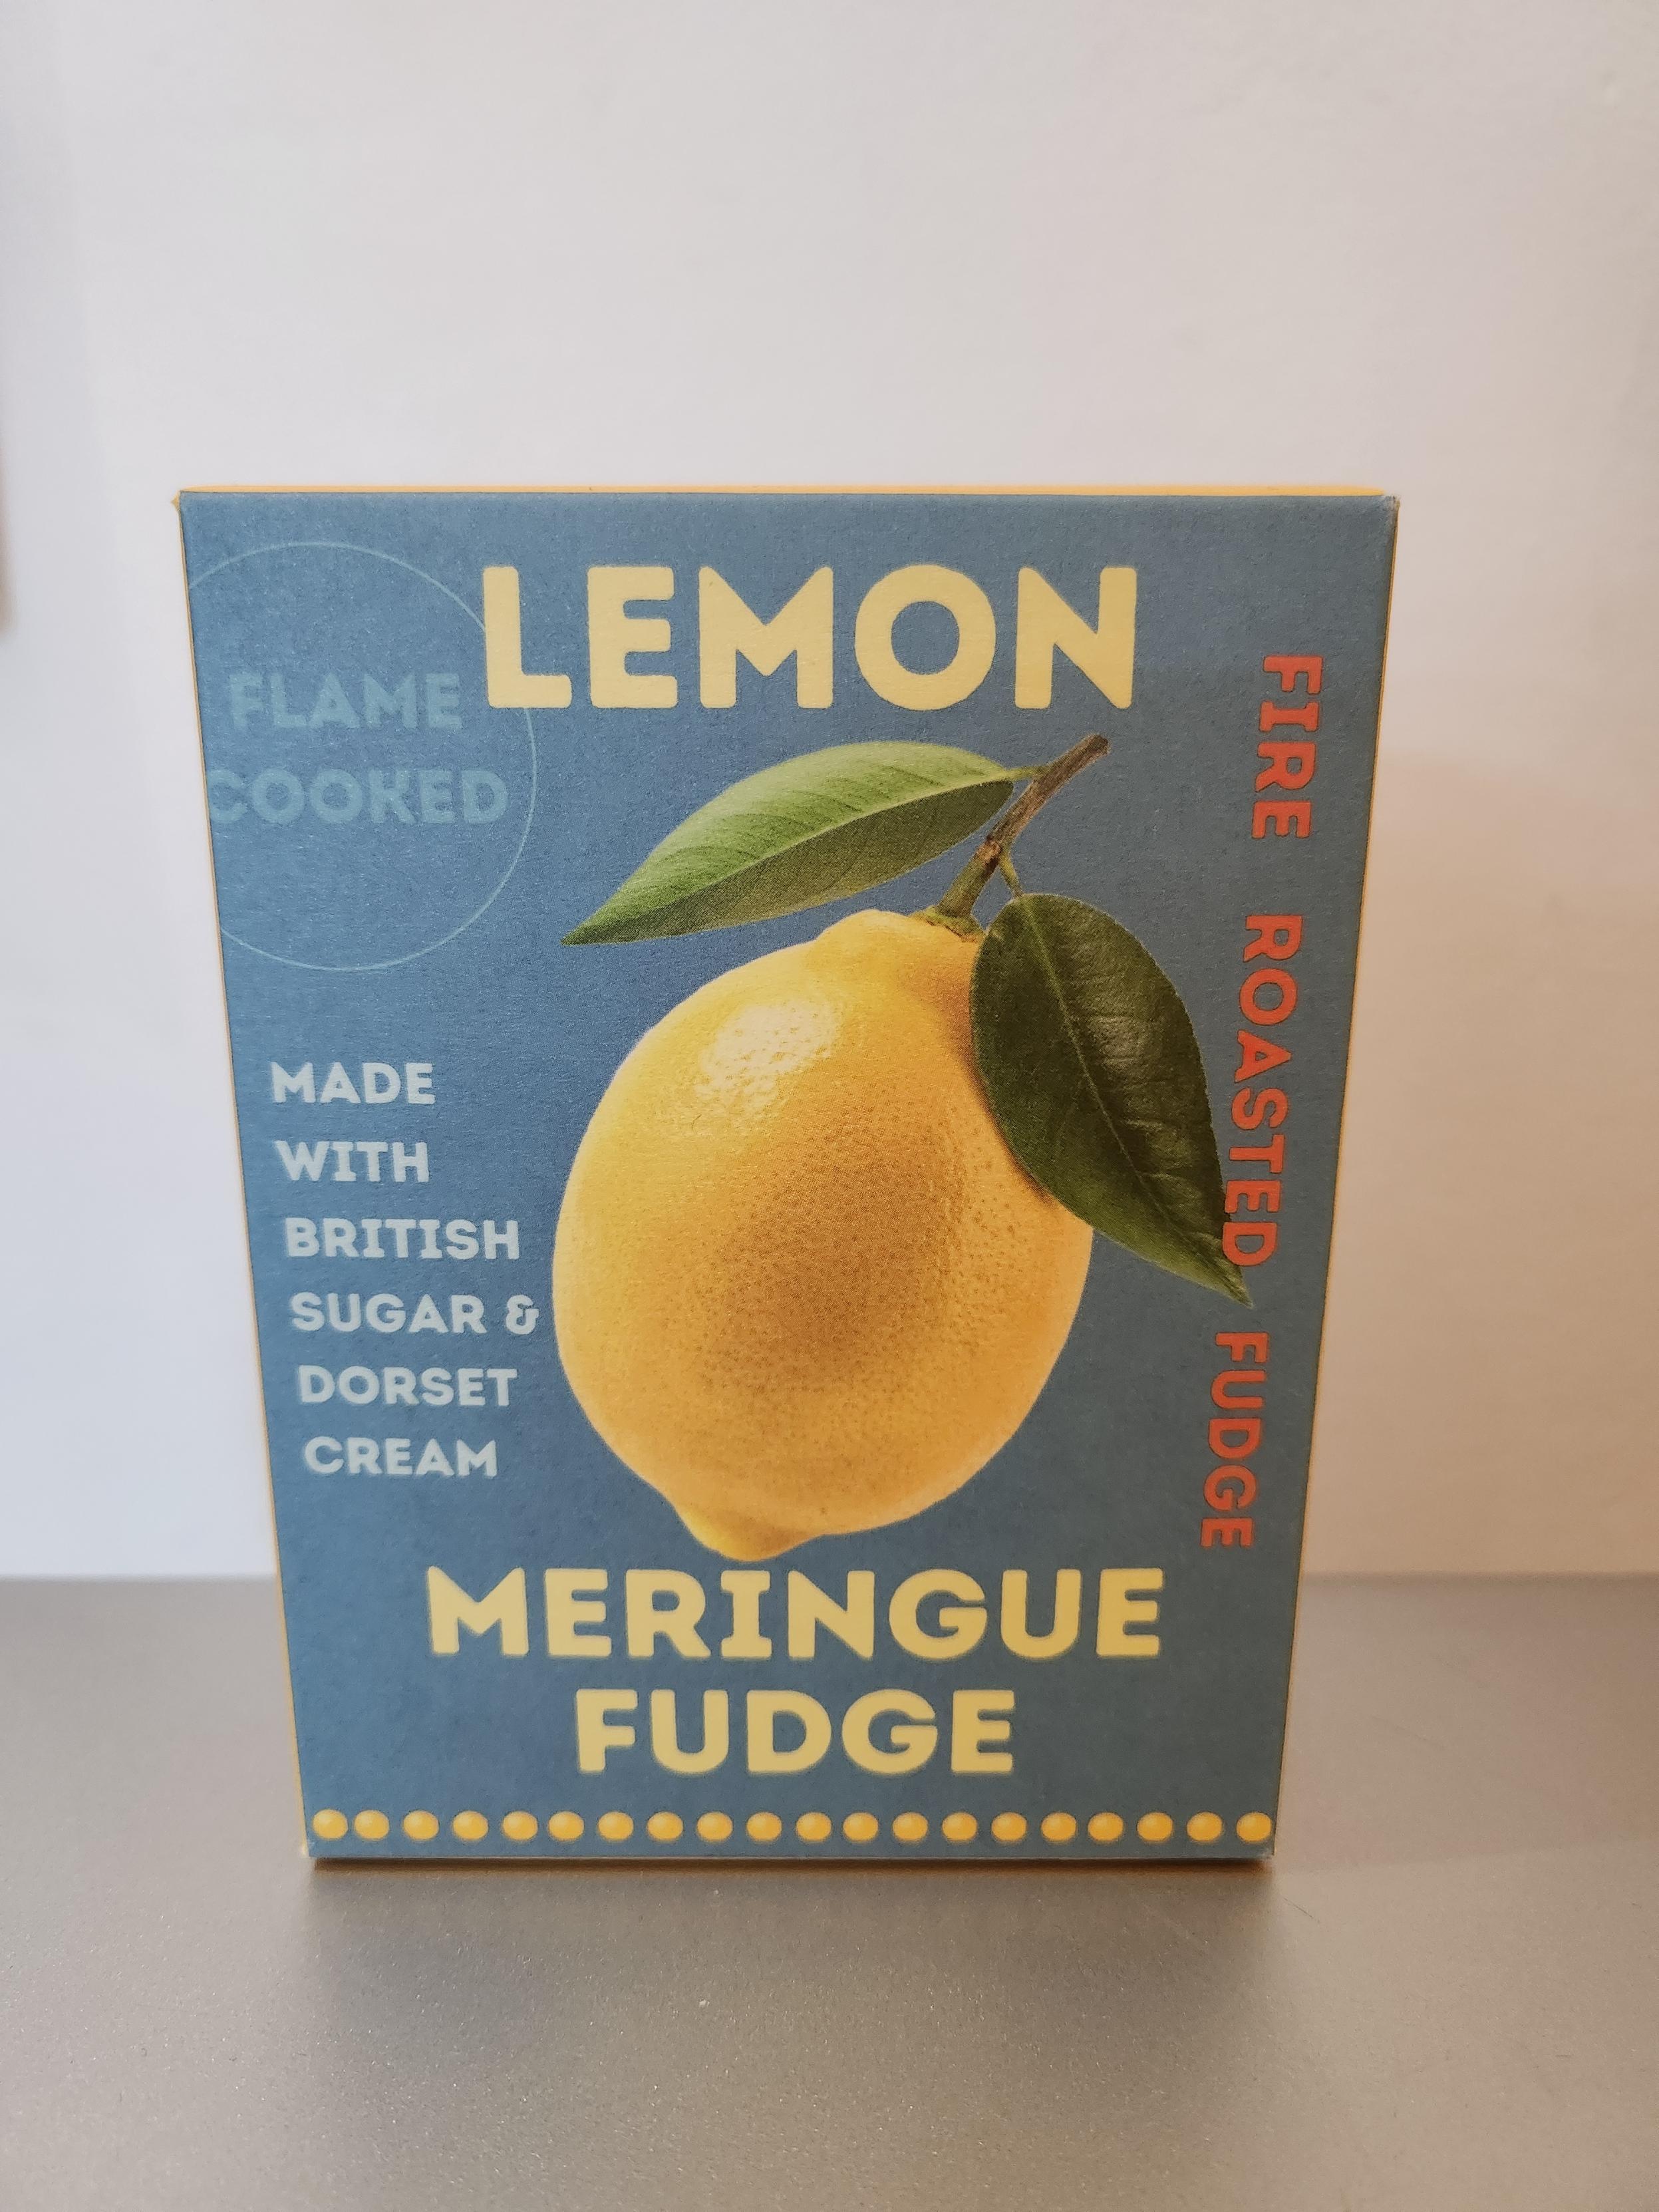 LEMON
FLAME
COOKED
MADE
WITH
BRITISH
SUGAR &
DORSET
CREAM
FIRE ROASTED FUDGE
MERINGUE
FUDGE